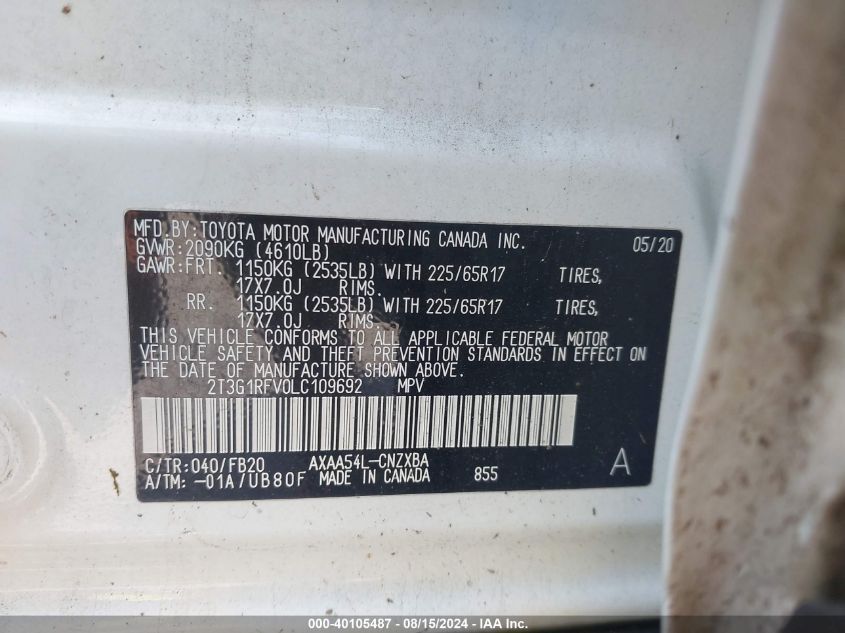 MFD.BY:TOYOTA MOTOR MANUFACTURING CANADA INC. 05/20
GVWR:2090KG (4610LB)
GAWR:FRT. 1150KG (2535LB) WITH 225/65R17 TIRES,
17X7.0J RIMS.
RR. 1150KG (2535LB) WITH 225/65R17 TIRES,
17X7.0J RIMS.
THIS VEHICLE CONFORMS TO ALL APPLICABLE FEDERAL MOTOR
VEHICLE SAFETY AND THEFT PREVENTION STANDARDS IN EFFECT ON
THE DATE OF MANUFACTURE SHOWN ABOVE.
2T3G1RFV0LC109692 MPV
C/TR:040/FB20 AXAA54L-CNZXBA
A/TM:-01A/UB80F MADE IN CANADA 855 A
000-40105487 - 08/15/2024 - IAA Inc.